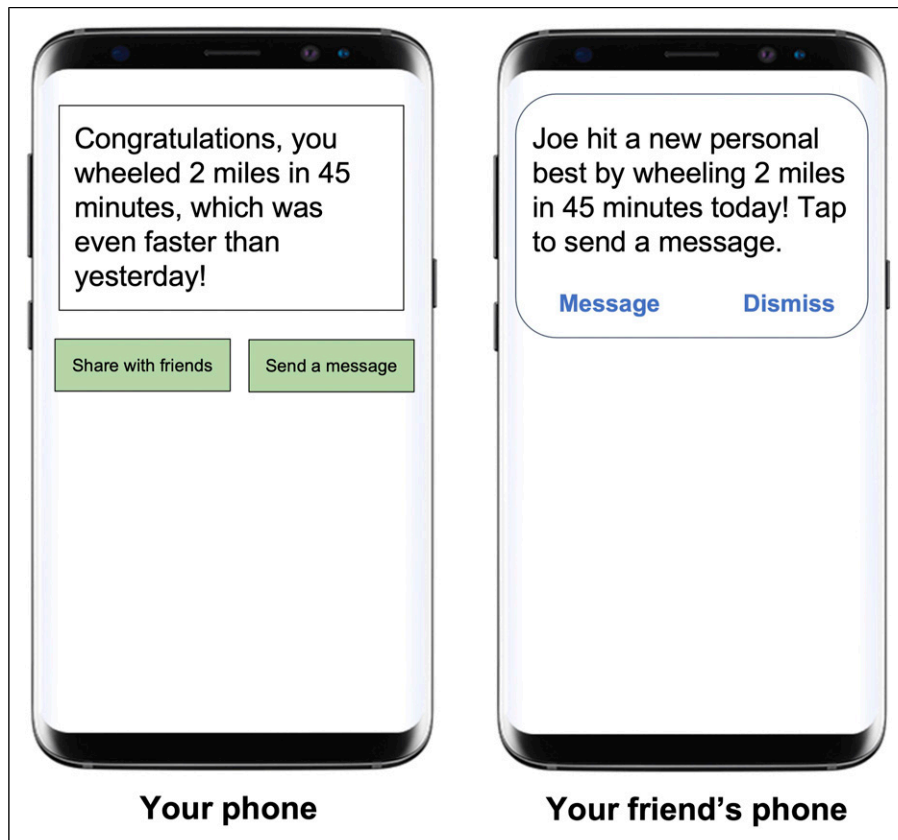 Congratulations, you
wheeled 2 miles in 45
minutes, which was
even faster than
yesterday!
Share with friends
Send a message
Your phone
Joe hit a new personal
best by wheeling 2 miles
in 45 minutes today! Tap
to send a message.
Message
Dismiss
Your friend's phone